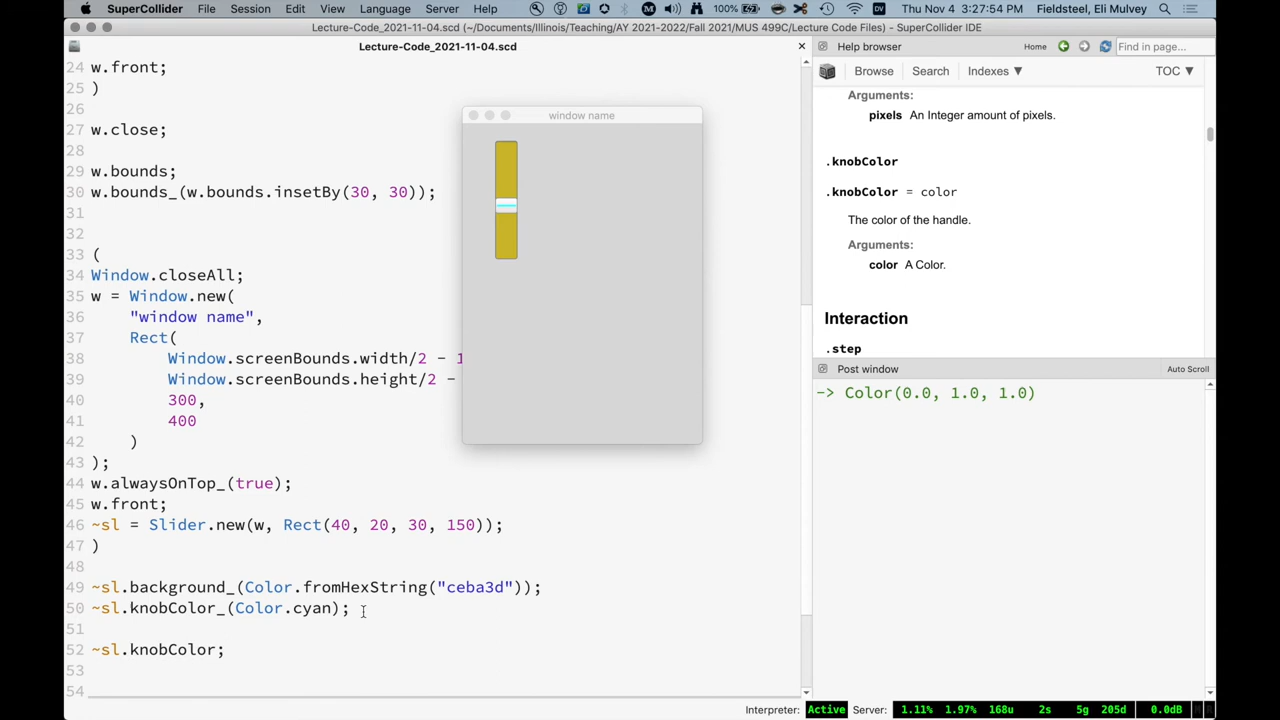 SuperCollider File Session Edit View Language Server Help 100% DV Thu Nov 4 3:27:54 PM Fieldsteel, Eli Mulvey
Lecture-Code_2021-11-04.scd (~/Documents/Illinois/Teaching/AY 2021-2022/Fall 2021/MUS 499C/Lecture Code Files) - SuperCollider IDE
Lecture-Code_2021-11-04.scd
24 w.front;
25 )
26
27 w.close;
28
29 w.bounds;
30 w.bounds_(w.bounds.insetBy(30, 30));
31
32
33 (
34 Window.closeAll;
35 w = Window.new(
36 "window name",
37 Rect(
38 Window.screenBounds.width/2 - 1
39 Window.screenBounds.height/2 -
40 300,
41 400
42 )
43 );
44 w.alwaysOnTop_(true);
45 w.front;
46 ~sl = Slider.new(w, Rect(40, 20, 30, 150));
47 )
48
49 ~sl.background_(Color.fromHexString("ceba3d"));
50 ~sl.knobColor_(Color.cyan);
51
52 ~sl.knobColor;
53
54
window name
Help browser Home Find in page...
Browse Search Indexes ▼ TOC ▼
Arguments:
pixels An Integer amount of pixels.
.knobColor
.knobColor = color
The color of the handle.
Arguments:
color A Color.
Interaction
.step
Post window Auto Scroll
-> Color(0.0, 1.0, 1.0)
Interpreter: Active Server: 1.11% 1.97% 168u 2s 5g 205d 0.0dB M R